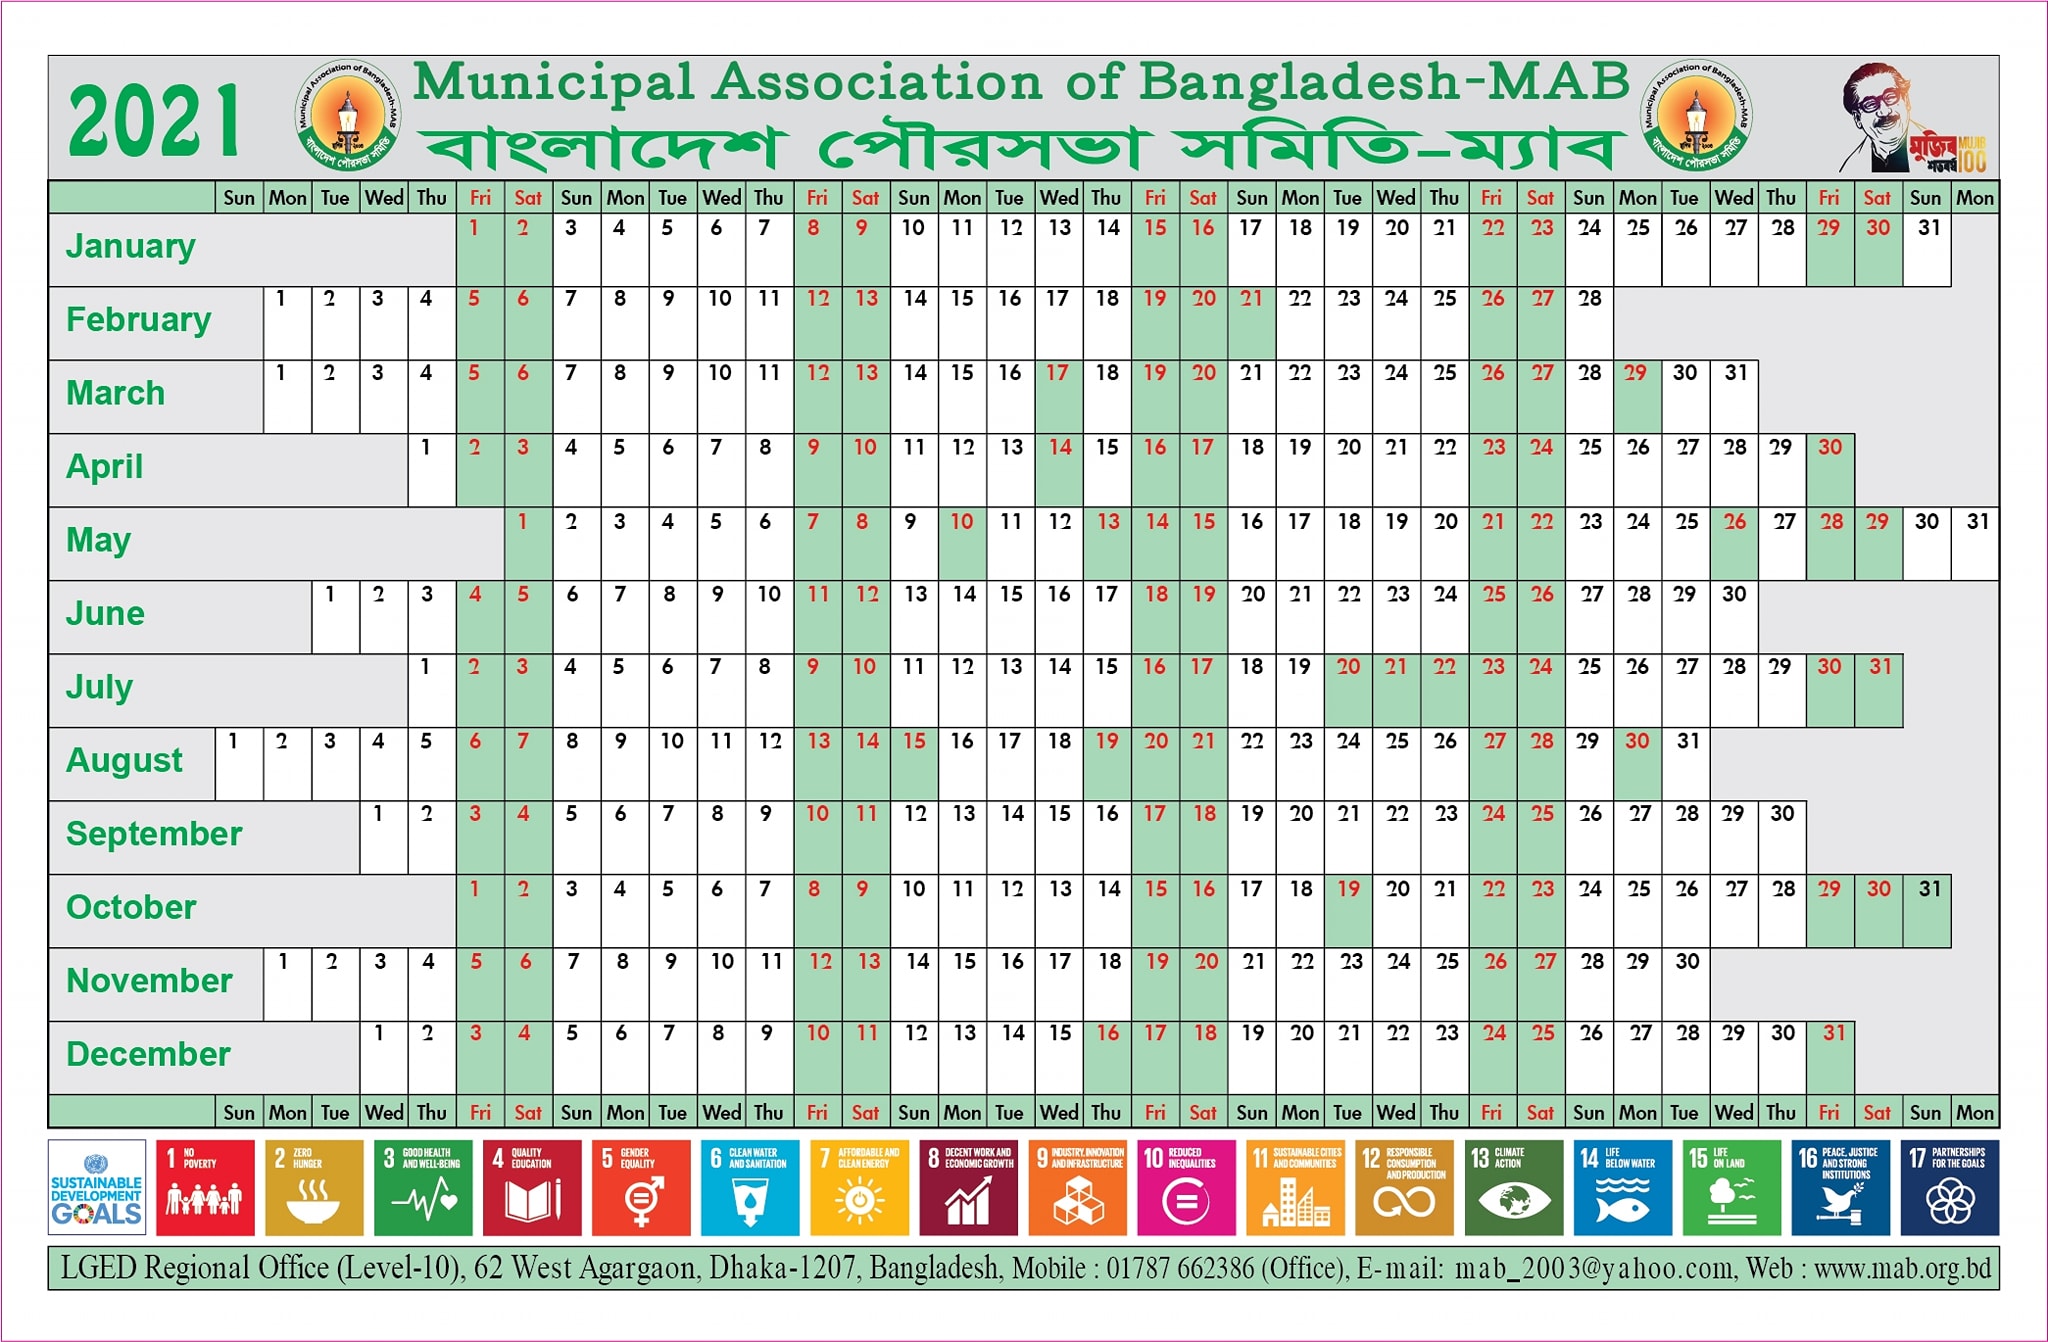 2021
Municipal Association of Bangladesh-MAB
বাংলাদেশ পৌরসভা সমিতি-ম্যাব
Municipal Association of Bangladesh-MAB
বাংলাদেশ পৌরসভা সমিতি
Municipal Association of Bangladesh-MAB
বাংলাদেশ পৌরসভা সমিতি
মুজিব
শতবর্ষ
MUJIB
100
Sun Mon Tue Wed Thu Fri Sat Sun Mon Tue Wed Thu Fri Sat Sun Mon Tue Wed Thu Fri Sat Sun Mon Tue Wed Thu Fri Sat Sun Mon Tue Wed Thu Fri Sat Sun Mon
January 1 2 3 4 5 6 7 8 9 10 11 12 13 14 15 16 17 18 19 20 21 22 23 24 25 26 27 28 29 30 31
February 1 2 3 4 5 6 7 8 9 10 11 12 13 14 15 16 17 18 19 20 21 22 23 24 25 26 27 28
March 1 2 3 4 5 6 7 8 9 10 11 12 13 14 15 16 17 18 19 20 21 22 23 24 25 26 27 28 29 30 31
April 1 2 3 4 5 6 7 8 9 10 11 12 13 14 15 16 17 18 19 20 21 22 23 24 25 26 27 28 29 30
May 1 2 3 4 5 6 7 8 9 10 11 12 13 14 15 16 17 18 19 20 21 22 23 24 25 26 27 28 29 30 31
June 1 2 3 4 5 6 7 8 9 10 11 12 13 14 15 16 17 18 19 20 21 22 23 24 25 26 27 28 29 30
July 1 2 3 4 5 6 7 8 9 10 11 12 13 14 15 16 17 18 19 20 21 22 23 24 25 26 27 28 29 30 31
August 1 2 3 4 5 6 7 8 9 10 11 12 13 14 15 16 17 18 19 20 21 22 23 24 25 26 27 28 29 30 31
September 1 2 3 4 5 6 7 8 9 10 11 12 13 14 15 16 17 18 19 20 21 22 23 24 25 26 27 28 29 30
October 1 2 3 4 5 6 7 8 9 10 11 12 13 14 15 16 17 18 19 20 21 22 23 24 25 26 27 28 29 30 31
November 1 2 3 4 5 6 7 8 9 10 11 12 13 14 15 16 17 18 19 20 21 22 23 24 25 26 27 28 29 30
December 1 2 3 4 5 6 7 8 9 10 11 12 13 14 15 16 17 18 19 20 21 22 23 24 25 26 27 28 29 30 31
Sun Mon Tue Wed Thu Fri Sat Sun Mon Tue Wed Thu Fri Sat Sun Mon Tue Wed Thu Fri Sat Sun Mon Tue Wed Thu Fri Sat Sun Mon Tue Wed Thu Fri Sat Sun Mon
SUSTAINABLE
DEVELOPMENT
GOALS
1 NO
POVERTY
2 ZERO
HUNGER
3 GOOD HEALTH
AND WELL-BEING
4 QUALITY
EDUCATION
5 GENDER
EQUALITY
6 CLEAN WATER
AND SANITATION
7 AFFORDABLE AND
CLEAN ENERGY
8 DECENT WORK AND
ECONOMIC GROWTH
9 INDUSTRY, INNOVATION
AND INFRASTRUCTURE
10 REDUCED
INEQUALITIES
11 SUSTAINABLE CITIES
AND COMMUNITIES
12 RESPONSIBLE
CONSUMPTION
AND PRODUCTION
13 CLIMATE
ACTION
14 LIFE
BELOW WATER
15 LIFE
ON LAND
16 PEACE, JUSTICE
AND STRONG
INSTITUTIONS
17 PARTNERSHIPS
FOR THE GOALS
LGED Regional Office (Level-10), 62 West Agargaon, Dhaka-1207, Bangladesh, Mobile : 01787 662386 (Office), E-mail: mab_2003@yahoo.com, Web : www.mab.org.bd